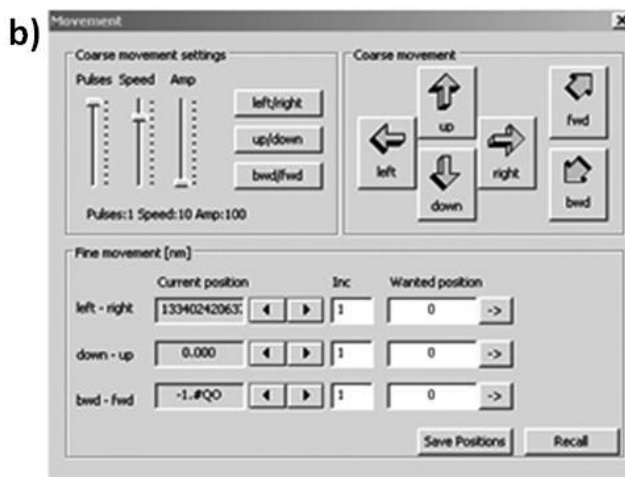 b)
Movement
Coarse movement settings
Pulses Speed Amp
left/right
up/down
bwd/fwd
Pulses:1 Speed:10 Amp:100
Coarse movement
up
left
right
down
fwd
bwd
Fine movement [nm]
Current position Inc Wanted position
left - right 133402420637 1 0 ->
down - up 0.000 1 0 ->
bwd - fwd -1.#QO 1 0 ->
Save Positions Recall